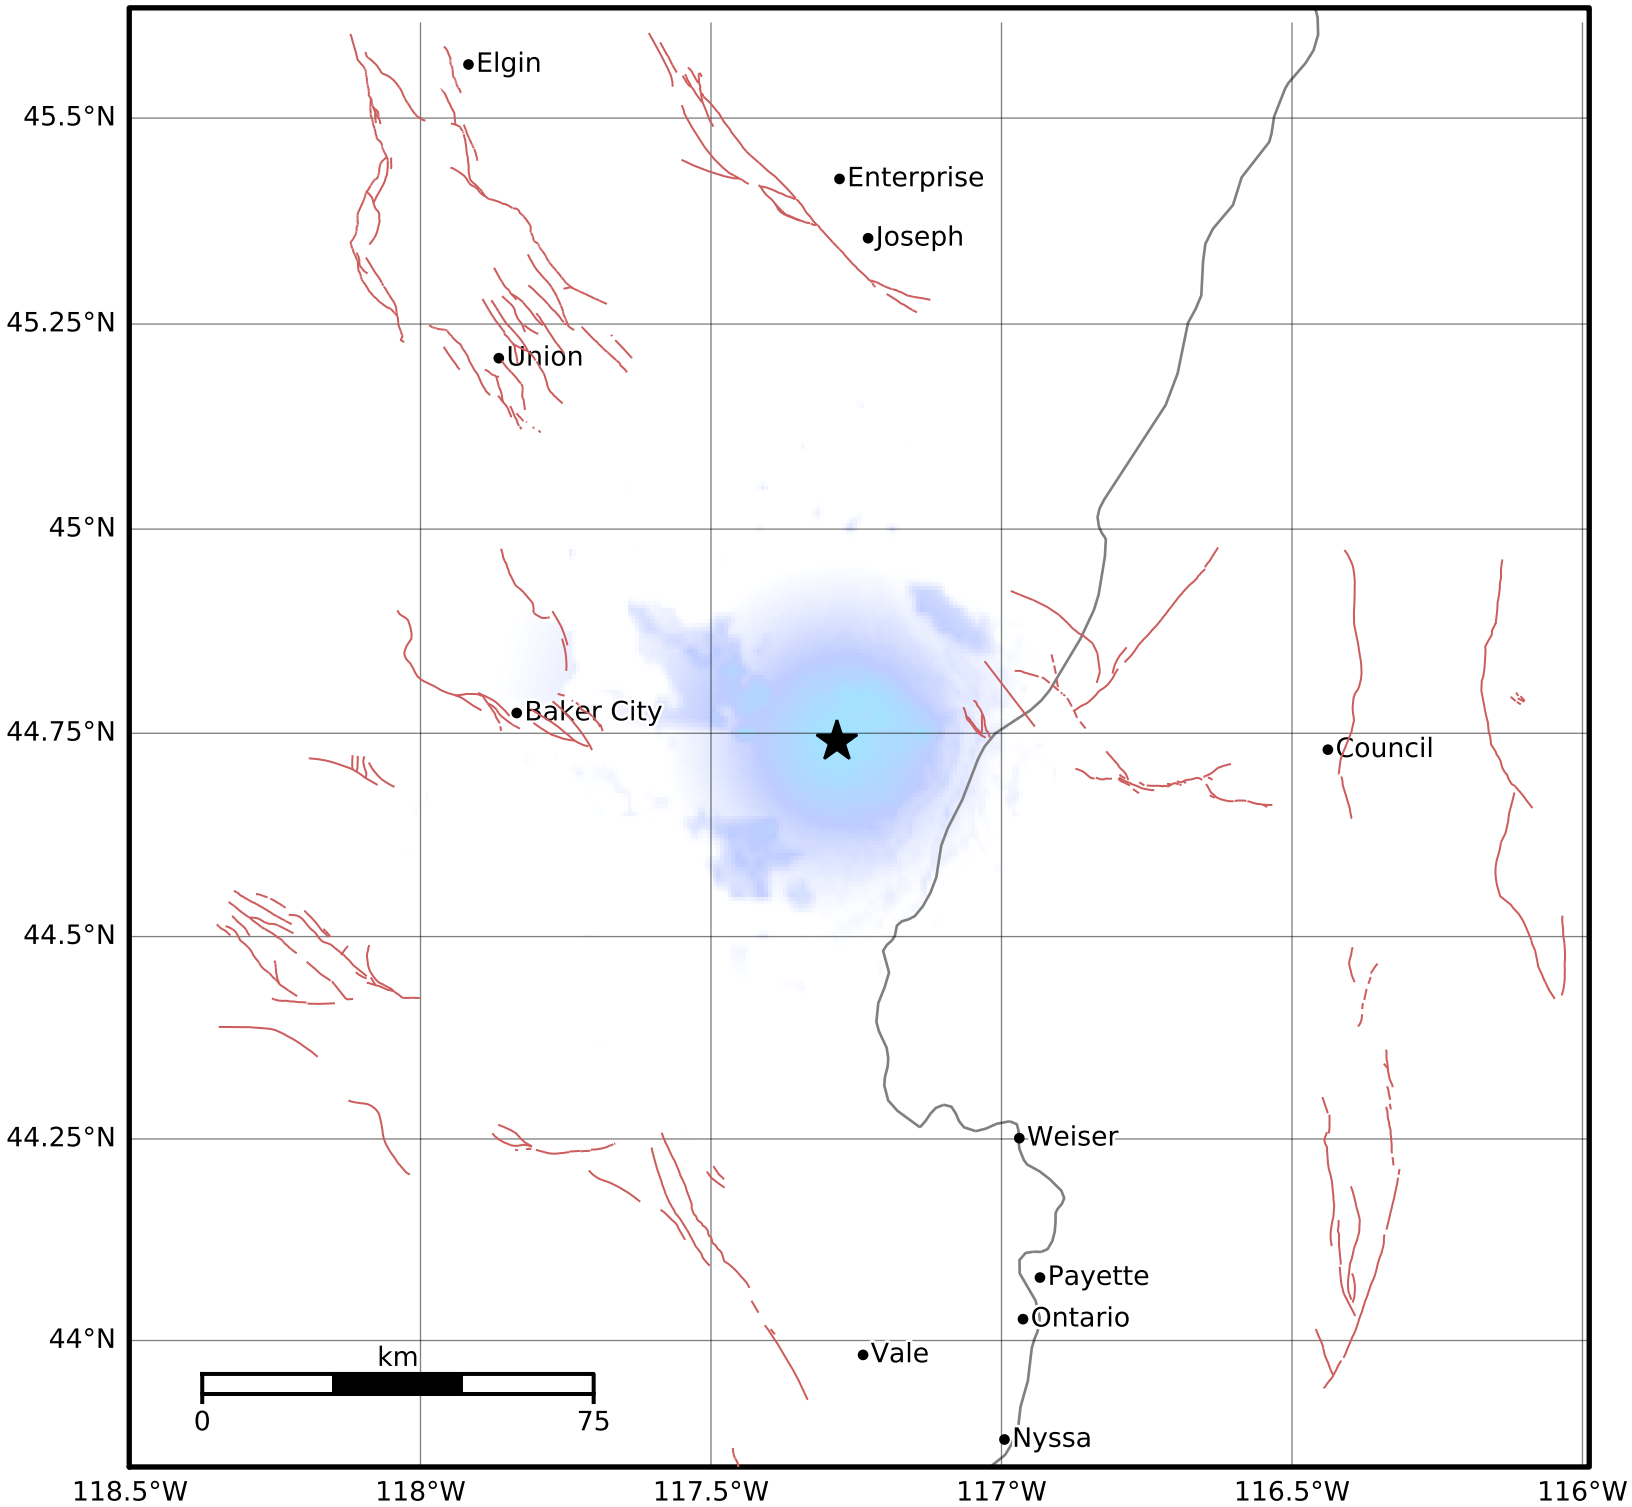 Elgin
45.5°N
Enterprise
Joseph
45.25°N
Union
45°N
Baker City
44.75°N
Council
44.5°N
44.25°N
Weiser
Payette
Ontario
44°N
Vale
km
0 75
Nyssa
118.5°W 118°W 117.5°W 117°W 116.5°W 116°W